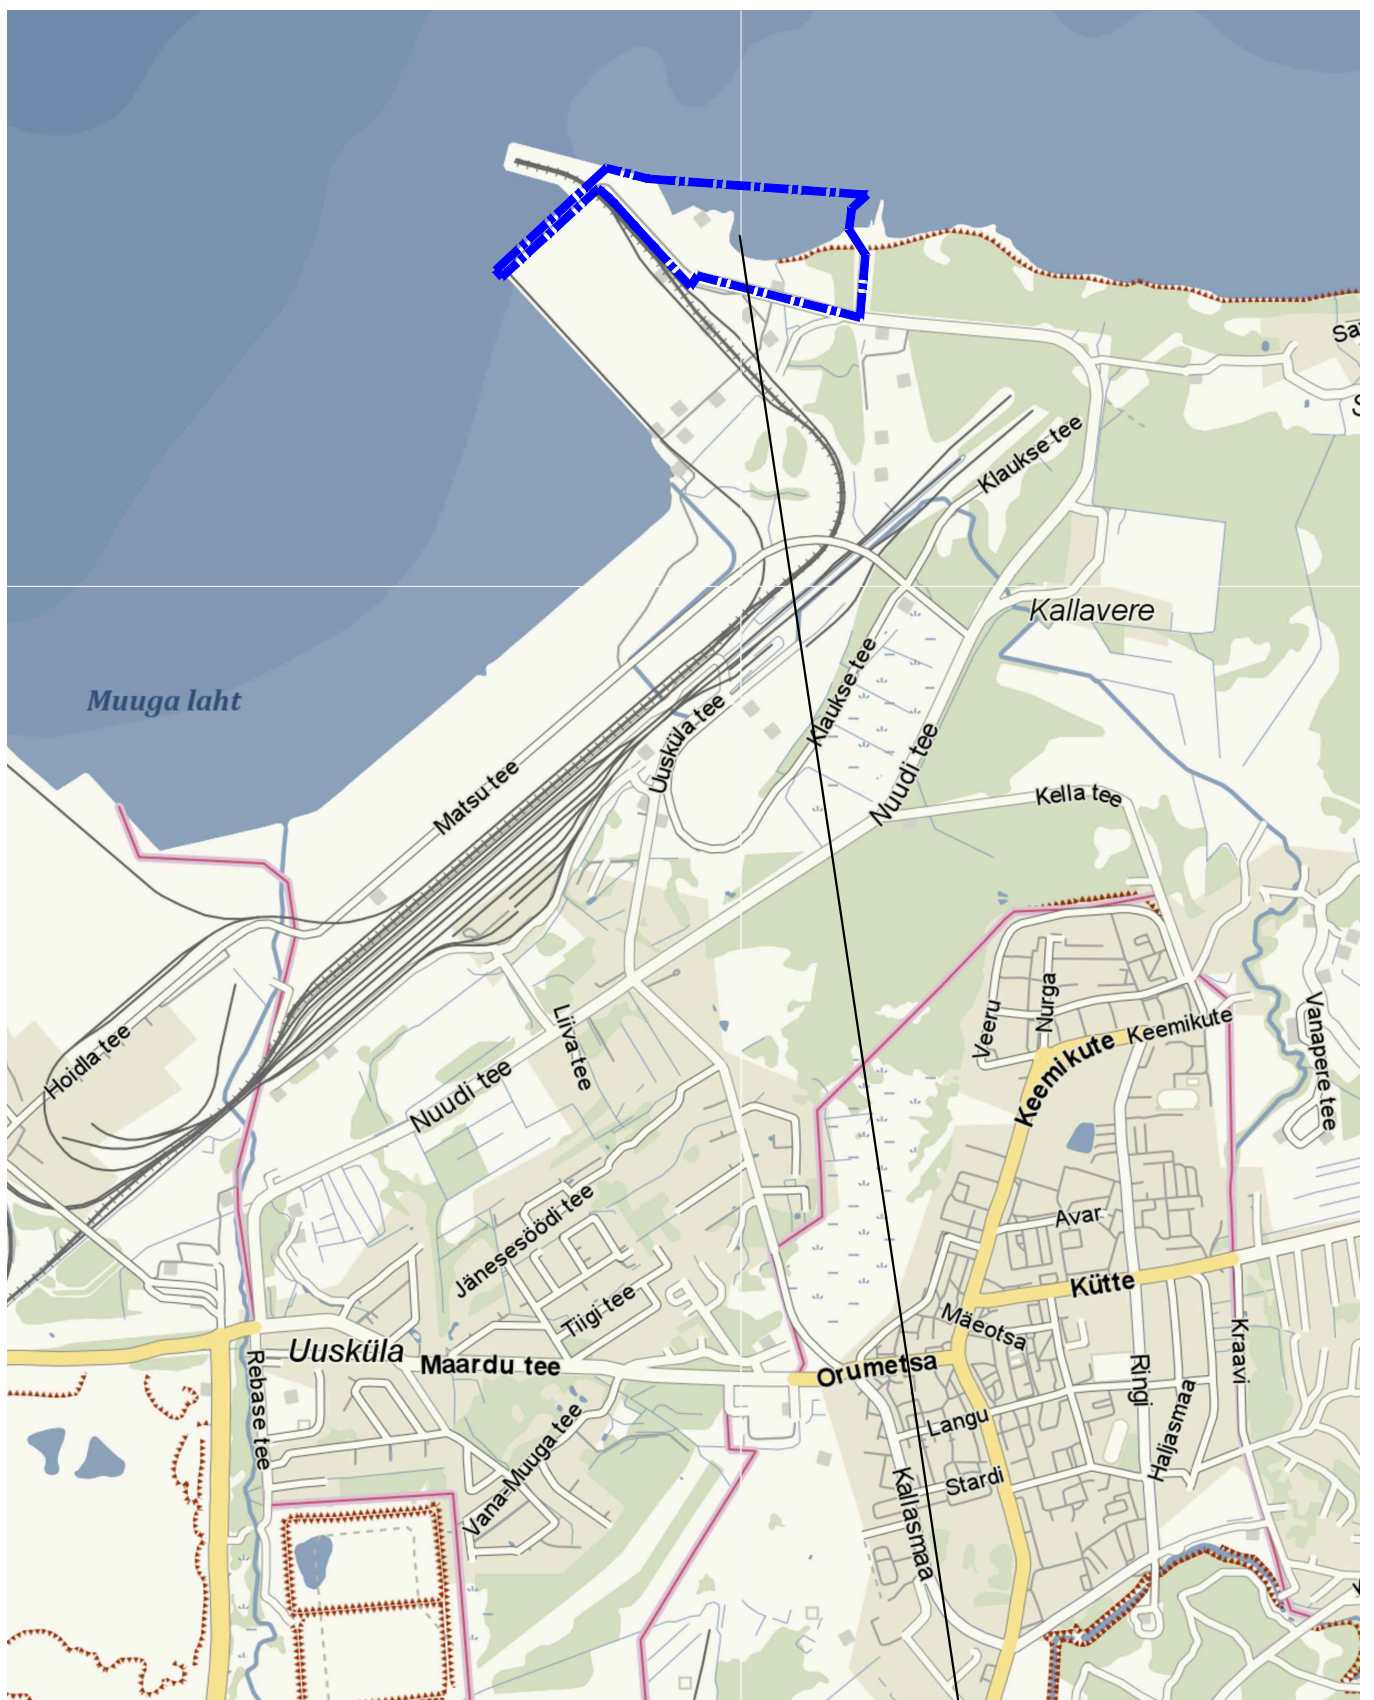 Sa
S
Klaukse tee
Kallavere
Klaukse tee
Muuga laht
Uusküla tee
Nuudi tee
Matsu tee
Kella tee
Veeru
Nurga
Keemikute
Keemikute
Vanapere tee
Liiva tee
Hoidla tee
Nuudi tee
Jänesesöödi tee
Avar
Tiigi tee
Kütte
Mäeotsa
Uusküla
Maardu tee
Orumetsa
Kraavi
Rebase tee
Ringi
Haljasmaa
Langu
Vana-Muuga tee
Stardi
Kallasmaa